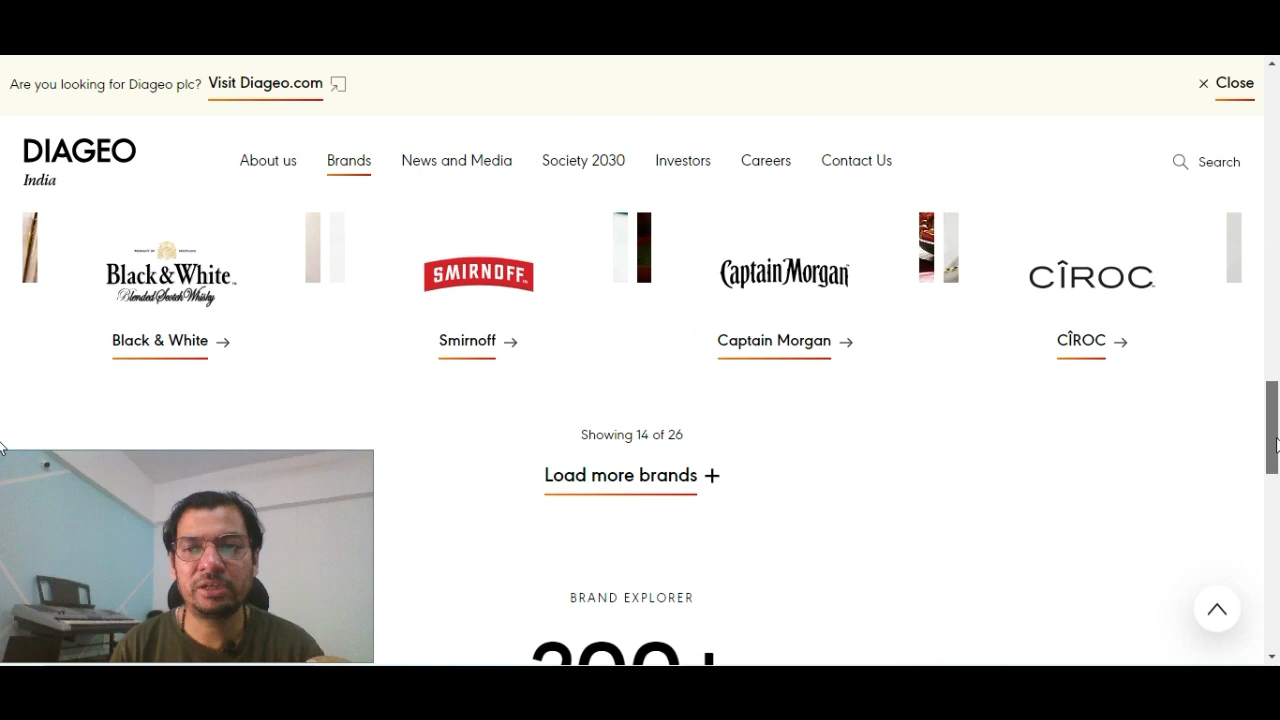 Are you looking for Diageo plc? Visit Diageo.com
Close
DIAGEO
India
About us Brands News and Media Society 2030 Investors Careers Contact Us
Search
Black & White
Blended Scotch Whisky
SMIRNOFF
Captain Morgan
CÎROC
Black & White → Smirnoff → Captain Morgan → CÎROC →
Showing 14 of 26
Load more brands +
BRAND EXPLORER
200+